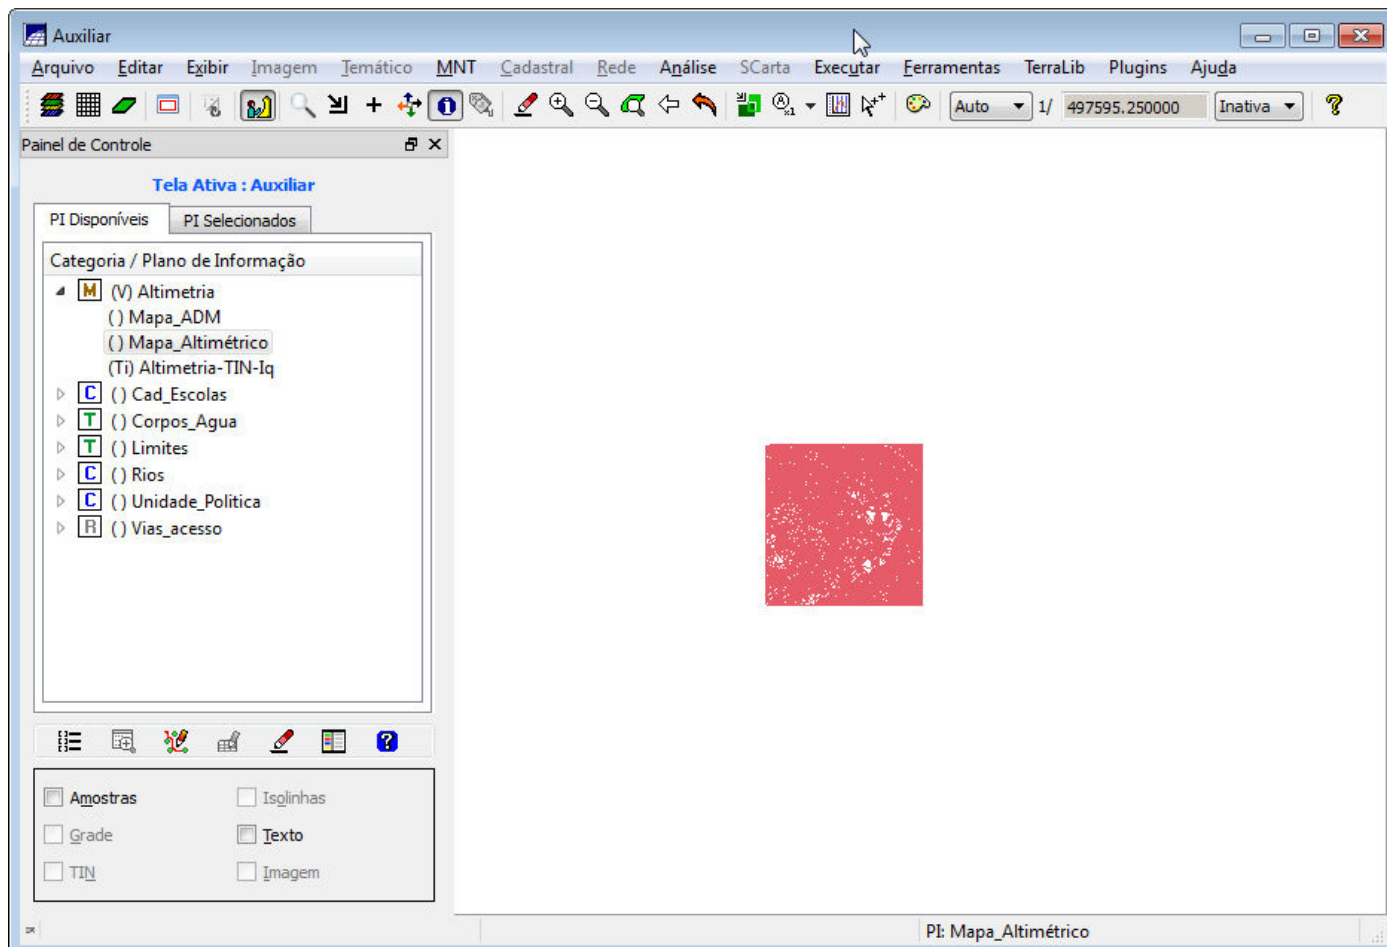 Auxiliar
Arquivo Editar Exibir Imagem Temático MNT Cadastral Rede Análise SCarta Executar Ferramentas TerraLib Plugins Ajuda
Auto 1/ 497595.250000 Inativa
Painel de Controle
Tela Ativa : Auxiliar
PI Disponíveis PI Selecionados
Categoria / Plano de Informação
M (V) Altimetria
( ) Mapa_ADM
( ) Mapa_Altimétrico
(Ti) Altimetria-TIN-Iq
C ( ) Cad_Escolas
T ( ) Corpos_Agua
T ( ) Limites
C ( ) Rios
C ( ) Unidade_Politica
R ( ) Vias_acesso
Amostras Isolinhas
Grade Texto
TIN Imagem
PI: Mapa_Altimétrico